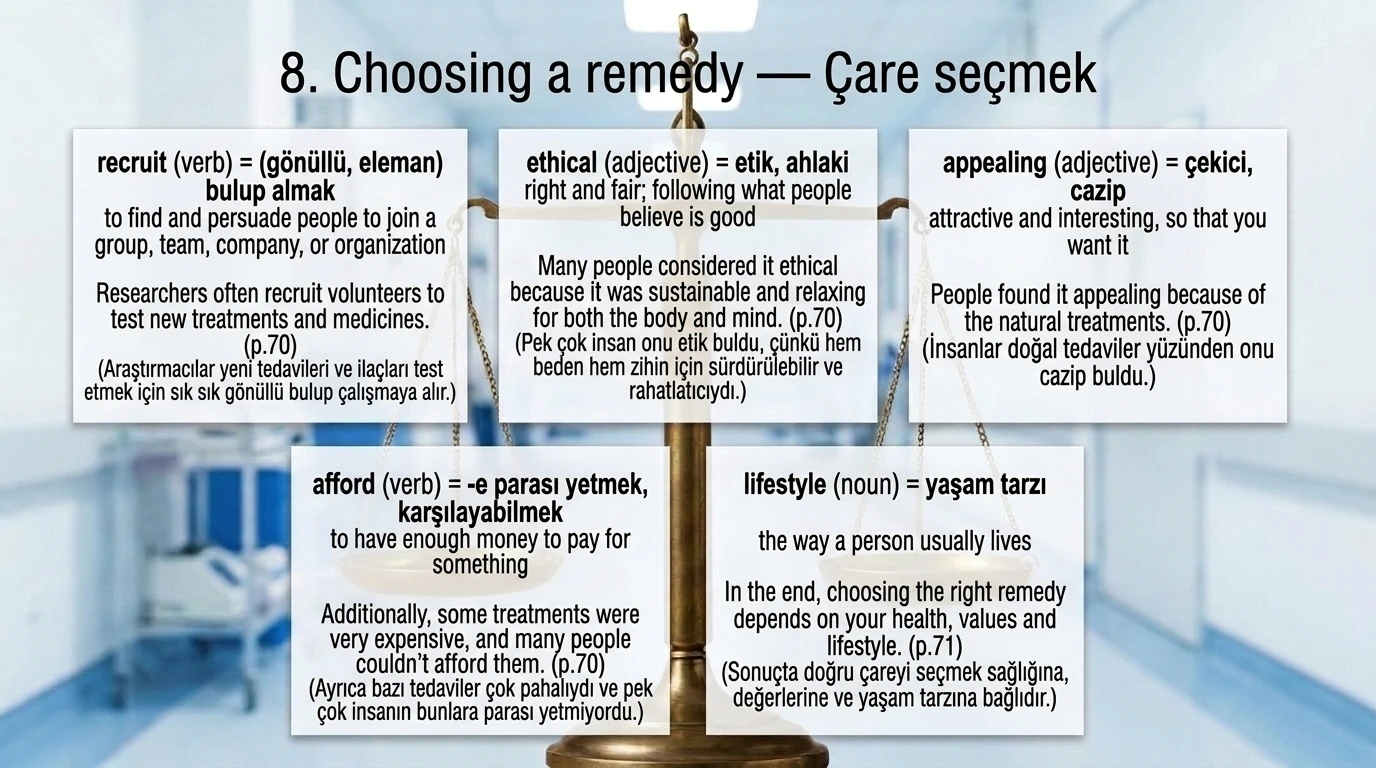 8. Choosing a remedy — Çare seçmek
recruit (verb) = (gönüllü, eleman)
bulup almak
to find and persuade people to join a
group, team, company, or organization
Researchers often recruit volunteers to
test new treatments and medicines.
(p.70)
(Araştırmacılar yeni tedavileri ve ilaçları test
etmek için sık sık gönüllü bulup çalışmaya alır.)
ethical (adjective) = etik, ahlaki
right and fair; following what people
believe is good
Many people considered it ethical
because it was sustainable and relaxing
for both the body and mind. (p.70)
(Pek çok insan onu etik buldu, çünkü hem
beden hem zihin için sürdürülebilir ve
rahatlatıcıydı.)
appealing (adjective) = çekici,
cazip
attractive and interesting, so that you
want it
People found it appealing because of
the natural treatments. (p.70)
(İnsanlar doğal tedaviler yüzünden onu
cazip buldu.)
afford (verb) = -e parası yetmek,
karşılayabilmek
to have enough money to pay for
something
Additionally, some treatments were
very expensive, and many people
couldn’t afford them. (p.70)
(Ayrıca bazı tedaviler çok pahalıydı ve pek
çok insanın bunlara parası yetmiyordu.)
lifestyle (noun) = yaşam tarzı
the way a person usually lives
In the end, choosing the right remedy
depends on your health, values and
lifestyle. (p.71)
(Sonuçta doğru çareyi seçmek sağlığına,
değerlerine ve yaşam tarzına bağlıdır.)